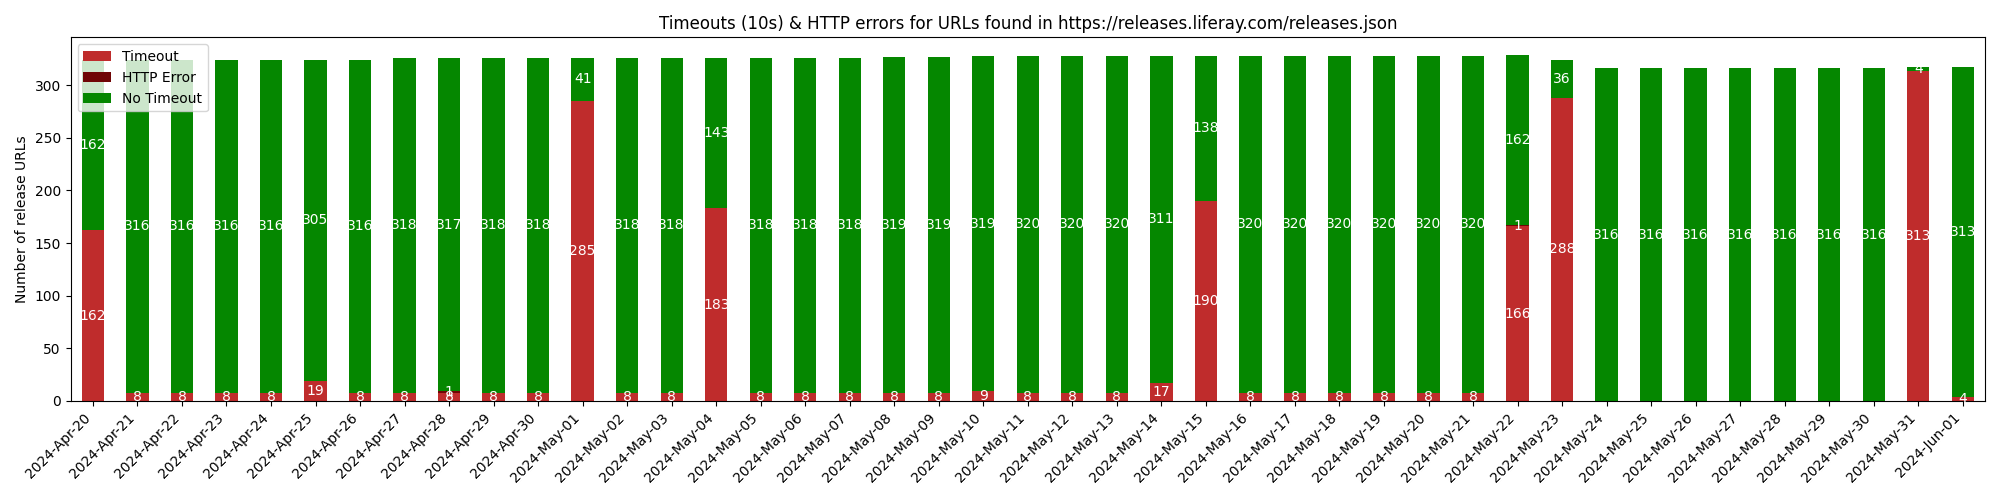 Timeouts (10s) & HTTP errors for URLs found in https://releases.liferay.com/releases.json
Timeout
HTTP Error
No Timeout
Number of release URLs
300
250
200
150
100
50
0
162 316 316 316 316 305 316 318 317 318 318 41 318 318 143 318 318 318 319 319 319 320 320 320 311 138 320 320 320 320 320 320 162 36 316 316 316 316 316 316 316 4 313
1 1
162 8 8 8 8 19 8 8 8 8 8 285 8 8 183 8 8 8 8 8 9 8 8 8 17 190 8 8 8 8 8 8 166 288 313 4
2024-Apr-20
2024-Apr-21
2024-Apr-22
2024-Apr-23
2024-Apr-24
2024-Apr-25
2024-Apr-26
2024-Apr-27
2024-Apr-28
2024-Apr-29
2024-Apr-30
2024-May-01
2024-May-02
2024-May-03
2024-May-04
2024-May-05
2024-May-06
2024-May-07
2024-May-08
2024-May-09
2024-May-10
2024-May-11
2024-May-12
2024-May-13
2024-May-14
2024-May-15
2024-May-16
2024-May-17
2024-May-18
2024-May-19
2024-May-20
2024-May-21
2024-May-22
2024-May-23
2024-May-24
2024-May-25
2024-May-26
2024-May-27
2024-May-28
2024-May-29
2024-May-30
2024-May-31
2024-Jun-01